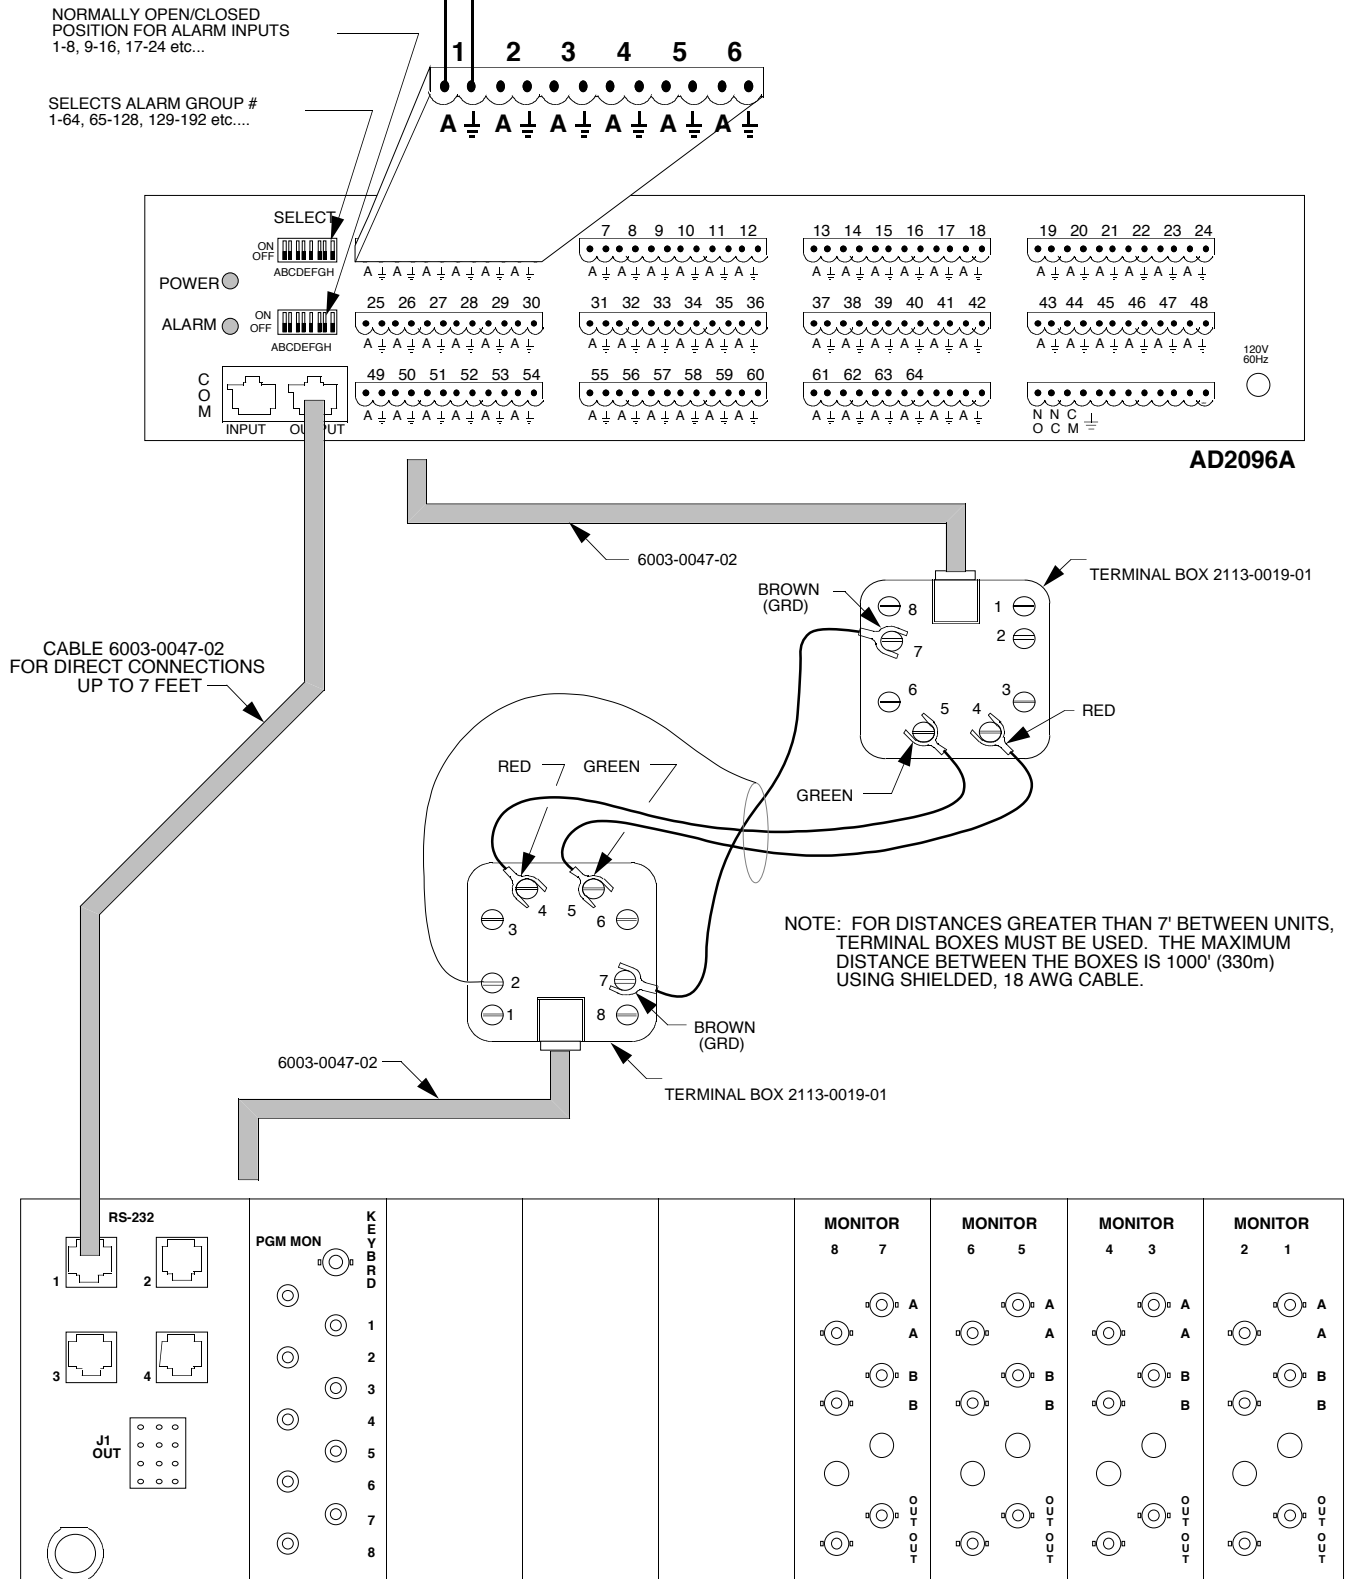 NORMALLY OPEN/CLOSED
POSITION FOR ALARM INPUTS
1-8, 9-16, 17-24 etc...
1 2 3 4 5 6
A A A A A A
SELECTS ALARM GROUP #
1-64, 65-128, 129-192 etc....
SELECT
ON
OFF
ABCDEFGH
POWER
ALARM
ON
OFF
ABCDEFGH
COM
INPUT
OUTPUT
A A A A A A
7 8 9 10 11 12
A A A A A A
13 14 15 16 17 18
A A A A A A
19 20 21 22 23 24
A A A A A A
25 26 27 28 29 30
A A A A A A
31 32 33 34 35 36
A A A A A A
37 38 39 40 41 42
A A A A A A
43 44 45 46 47 48
A A A A A A
49 50 51 52 53 54
A A A A A A
55 56 57 58 59 60
A A A A A A
61 62 63 64
A A A A A A
N N C
O C M
120V
60Hz
AD2096A
6003-0047-02
TERMINAL BOX 2113-0019-01
BROWN
(GRD)
8 1
7 2
6 3
5 4
RED
GREEN
CABLE 6003-0047-02
FOR DIRECT CONNECTIONS
UP TO 7 FEET
RED GREEN
4 5
3 6
2 7
1 8
BROWN
(GRD)
NOTE: FOR DISTANCES GREATER THAN 7' BETWEEN UNITS,
TERMINAL BOXES MUST BE USED. THE MAXIMUM
DISTANCE BETWEEN THE BOXES IS 1000' (330m)
USING SHIELDED, 18 AWG CABLE.
6003-0047-02
TERMINAL BOX 2113-0019-01
RS-232
1 2
3 4
J1
OUT
PGM MON
KEYBRD
1
2
3
4
5
6
7
8
MONITOR
8 7
A
A
B
B
OUT
OUT
MONITOR
6 5
A
A
B
B
OUT
OUT
MONITOR
4 3
A
A
B
B
OUT
OUT
MONITOR
2 1
A
A
B
B
OUT
OUT